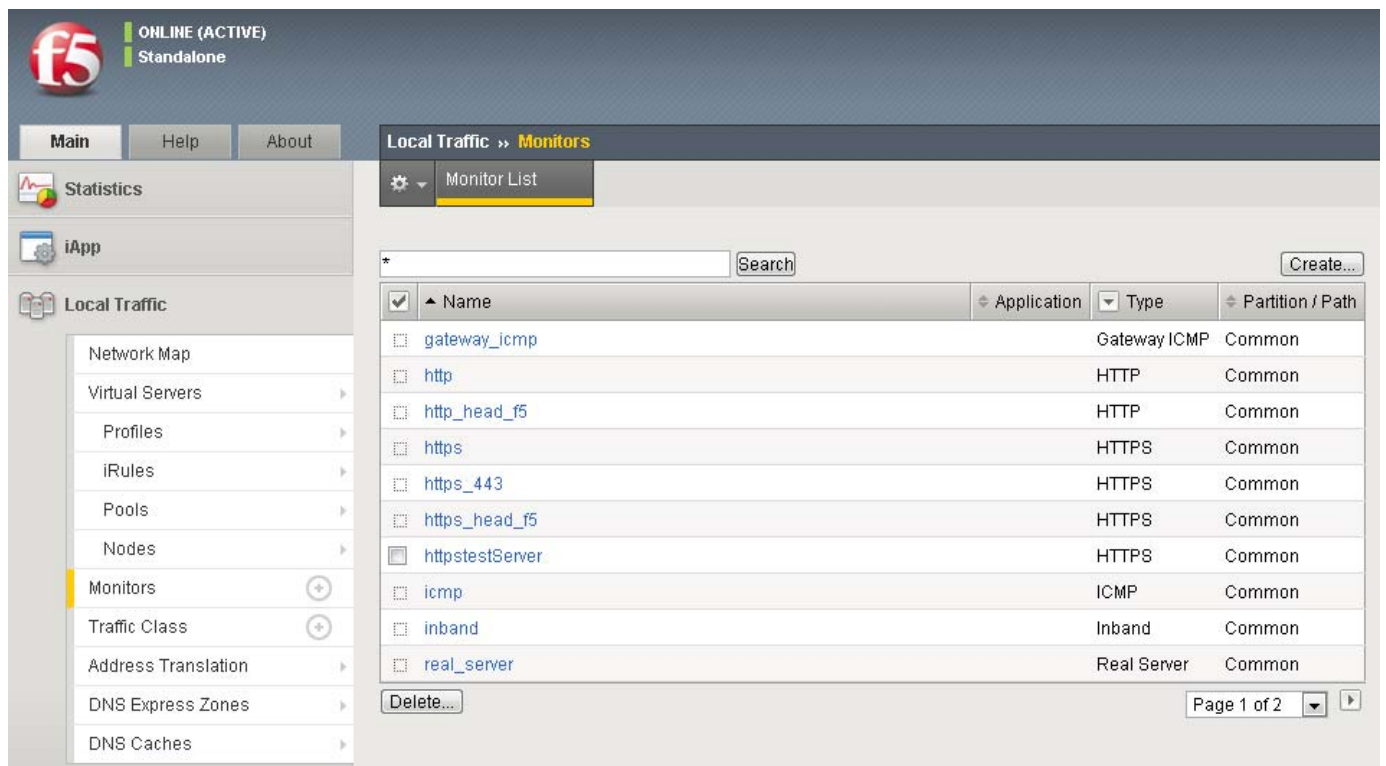 f5
ONLINE (ACTIVE)
Standalone
Main Help About
Statistics
iApp
Local Traffic
Network Map
Virtual Servers
Profiles
iRules
Pools
Nodes
Monitors
Traffic Class
Address Translation
DNS Express Zones
DNS Caches
Local Traffic » Monitors
Monitor List
* Search Create...
Name Application Type Partition / Path
gateway_icmp Gateway ICMP Common
http HTTP Common
http_head_f5 HTTP Common
https HTTPS Common
https_443 HTTPS Common
https_head_f5 HTTPS Common
httpstestServer HTTPS Common
icmp ICMP Common
inband Inband Common
real_server Real Server Common
Delete... Page 1 of 2